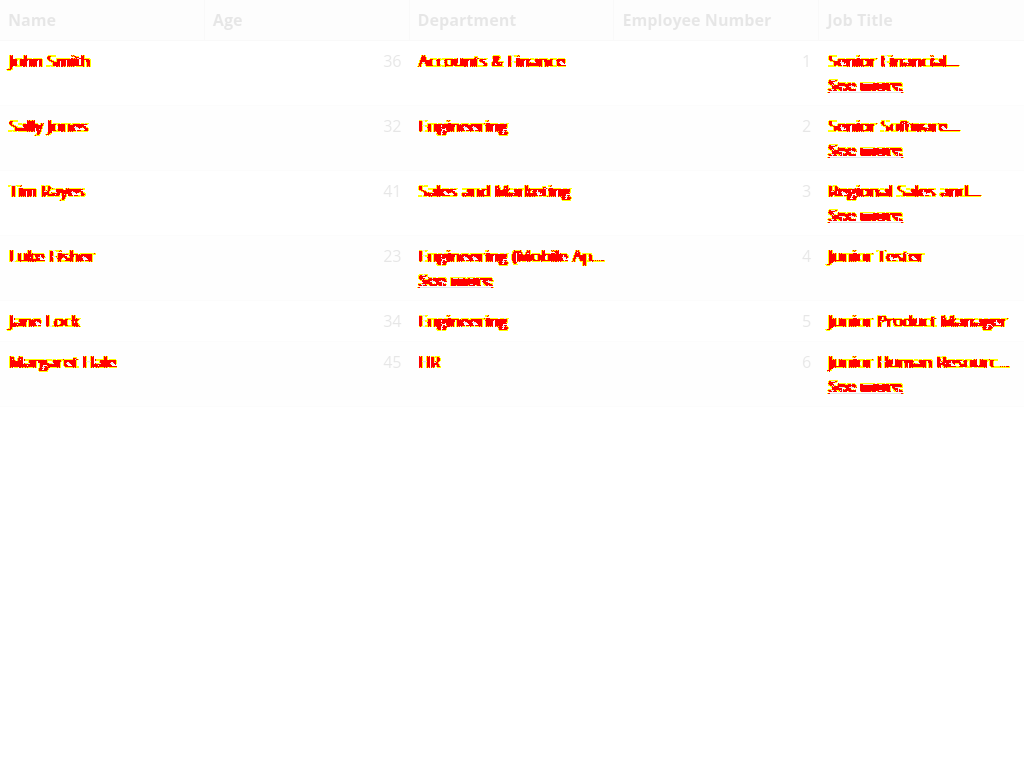 Name Age Department Employee Number Job Title
John Smith 36 Accounts & Finance 1 Senior Financial...
See more
Sally Jones 32 Engineering 2 Senior Software...
See more
Tim Rayes 41 Sales and Marketing 3 Regional Sales and...
See more
Luke Fisher 23 Engineering (Mobile Ap... 4 Junior Tester
See more
Jane Lock 34 Engineering 5 Junior Product Manager
Margaret Hale 45 HR 6 Junior Human Resourc...
See more